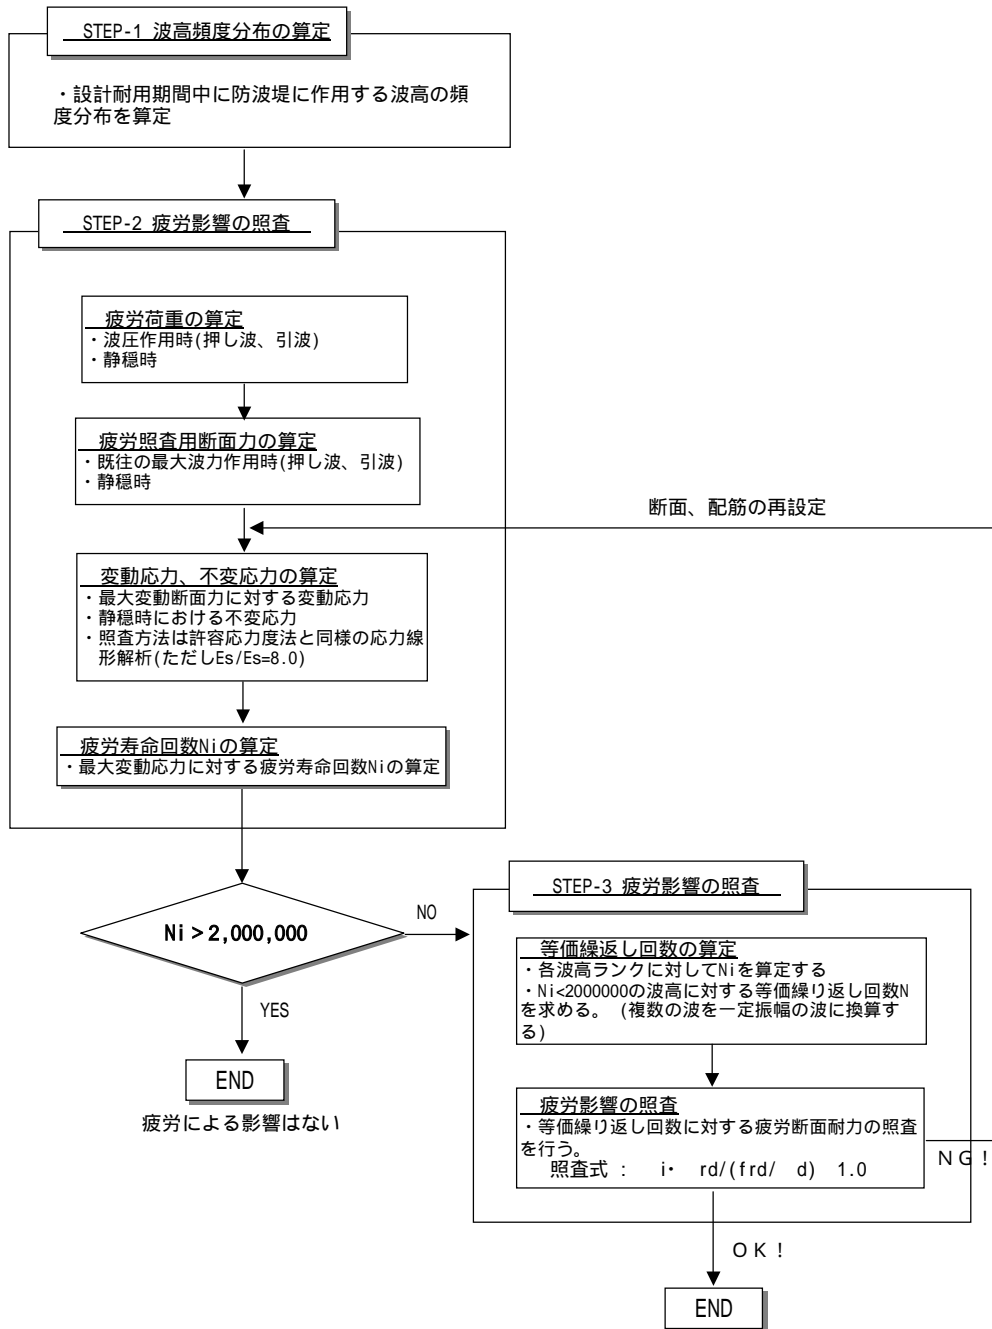 STEP-1 波高頻度分布の算定
・設計耐用期間中に防波堤に作用する波高の頻
度分布を算定
STEP-2 疲労影響の照査
疲労荷重の算定
・波圧作用時(押し波、引波)
・静穏時
疲労照査用断面力の算定
・既往の最大波力作用時(押し波、引波)
・静穏時
断面、配筋の再設定
変動応力、不変応力の算定
・最大変動断面力に対する変動応力
・静穏時における不変応力
・照査方法は許容応力度法と同様の応力線
形解析(ただしEs/Es=8.0)
疲労寿命回数Niの算定
・最大変動応力に対する疲労寿命回数Niの算定
Ni＞2,000,000
NO
YES
END
疲労による影響はない
STEP-3 疲労影響の照査
等価繰返し回数の算定
・各波高ランクに対してNiを算定する
・Ni<2000000の波高に対する等価繰り返し回数N
を求める。 (複数の波を一定振幅の波に換算す
る)
疲労影響の照査
・等価繰り返し回数に対する疲労断面耐力の照査
を行う。
照査式 : i・ rd/(frd/ d) 1.0
NG!
OK!
END